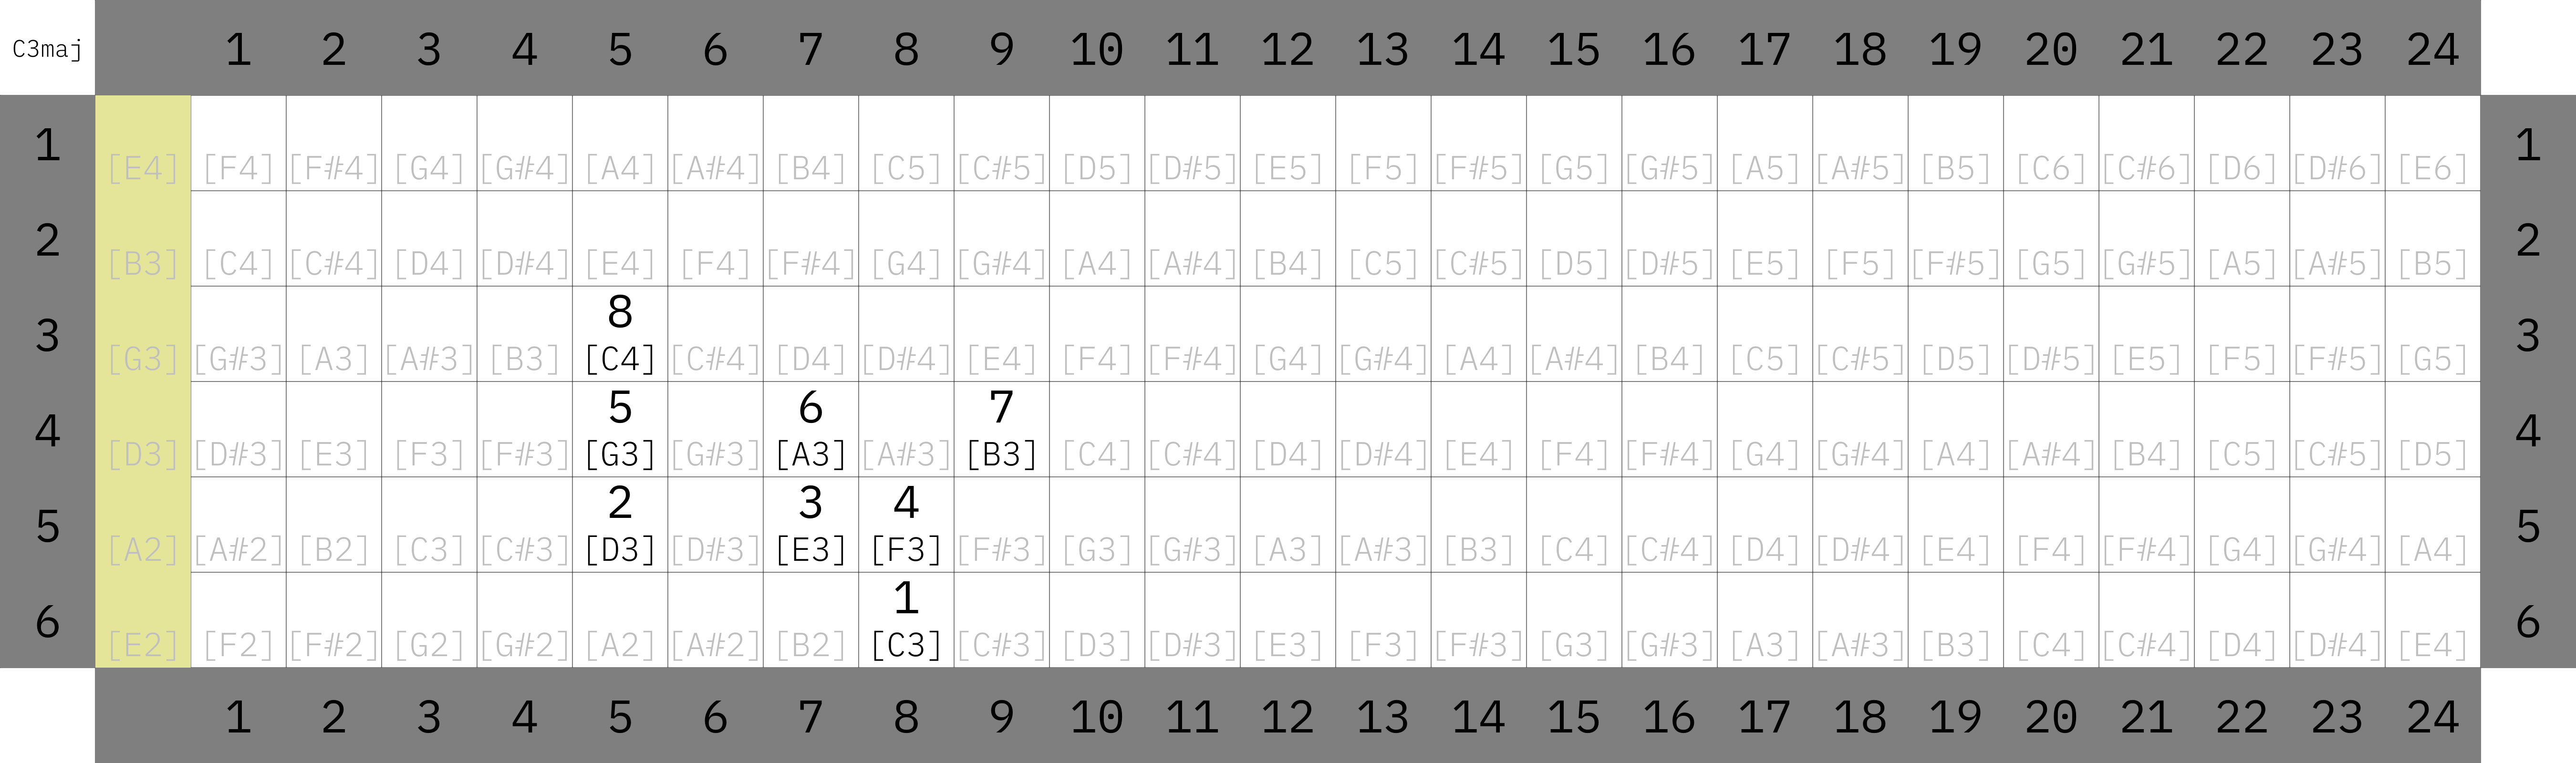 C3maj 1 2 3 4 5 6 7 8 9 10 11 12 13 14 15 16 17 18 19 20 21 22 23 24
1 [E4] [F4] [F#4] [G4] [G#4] [A4] [A#4] [B4] [C5] [C#5] [D5] [D#5] [E5] [F5] [F#5] [G5] [G#5] [A5] [A#5] [B5] [C6] [C#6] [D6] [D#6] [E6] 1
2 [B3] [C4] [C#4] [D4] [D#4] [E4] [F4] [F#4] [G4] [G#4] [A4] [A#4] [B4] [C5] [C#5] [D5] [D#5] [E5] [F5] [F#5] [G5] [G#5] [A5] [A#5] [B5] 2
8
3 [G3] [G#3] [A3] [A#3] [B3] [C4] [C#4] [D4] [D#4] [E4] [F4] [F#4] [G4] [G#4] [A4] [A#4] [B4] [C5] [C#5] [D5] [D#5] [E5] [F5] [F#5] [G5] 3
5 6 7
4 [D3] [D#3] [E3] [F3] [F#3] [G3] [G#3] [A3] [A#3] [B3] [C4] [C#4] [D4] [D#4] [E4] [F4] [F#4] [G4] [G#4] [A4] [A#4] [B4] [C5] [C#5] [D5] 4
2 3 4
5 [A2] [A#2] [B2] [C3] [C#3] [D3] [D#3] [E3] [F3] [F#3] [G3] [G#3] [A3] [A#3] [B3] [C4] [C#4] [D4] [D#4] [E4] [F4] [F#4] [G4] [G#4] [A4] 5
1
6 [E2] [F2] [F#2] [G2] [G#2] [A2] [A#2] [B2] [C3] [C#3] [D3] [D#3] [E3] [F3] [F#3] [G3] [G#3] [A3] [A#3] [B3] [C4] [C#4] [D4] [D#4] [E4] 6
1 2 3 4 5 6 7 8 9 10 11 12 13 14 15 16 17 18 19 20 21 22 23 24